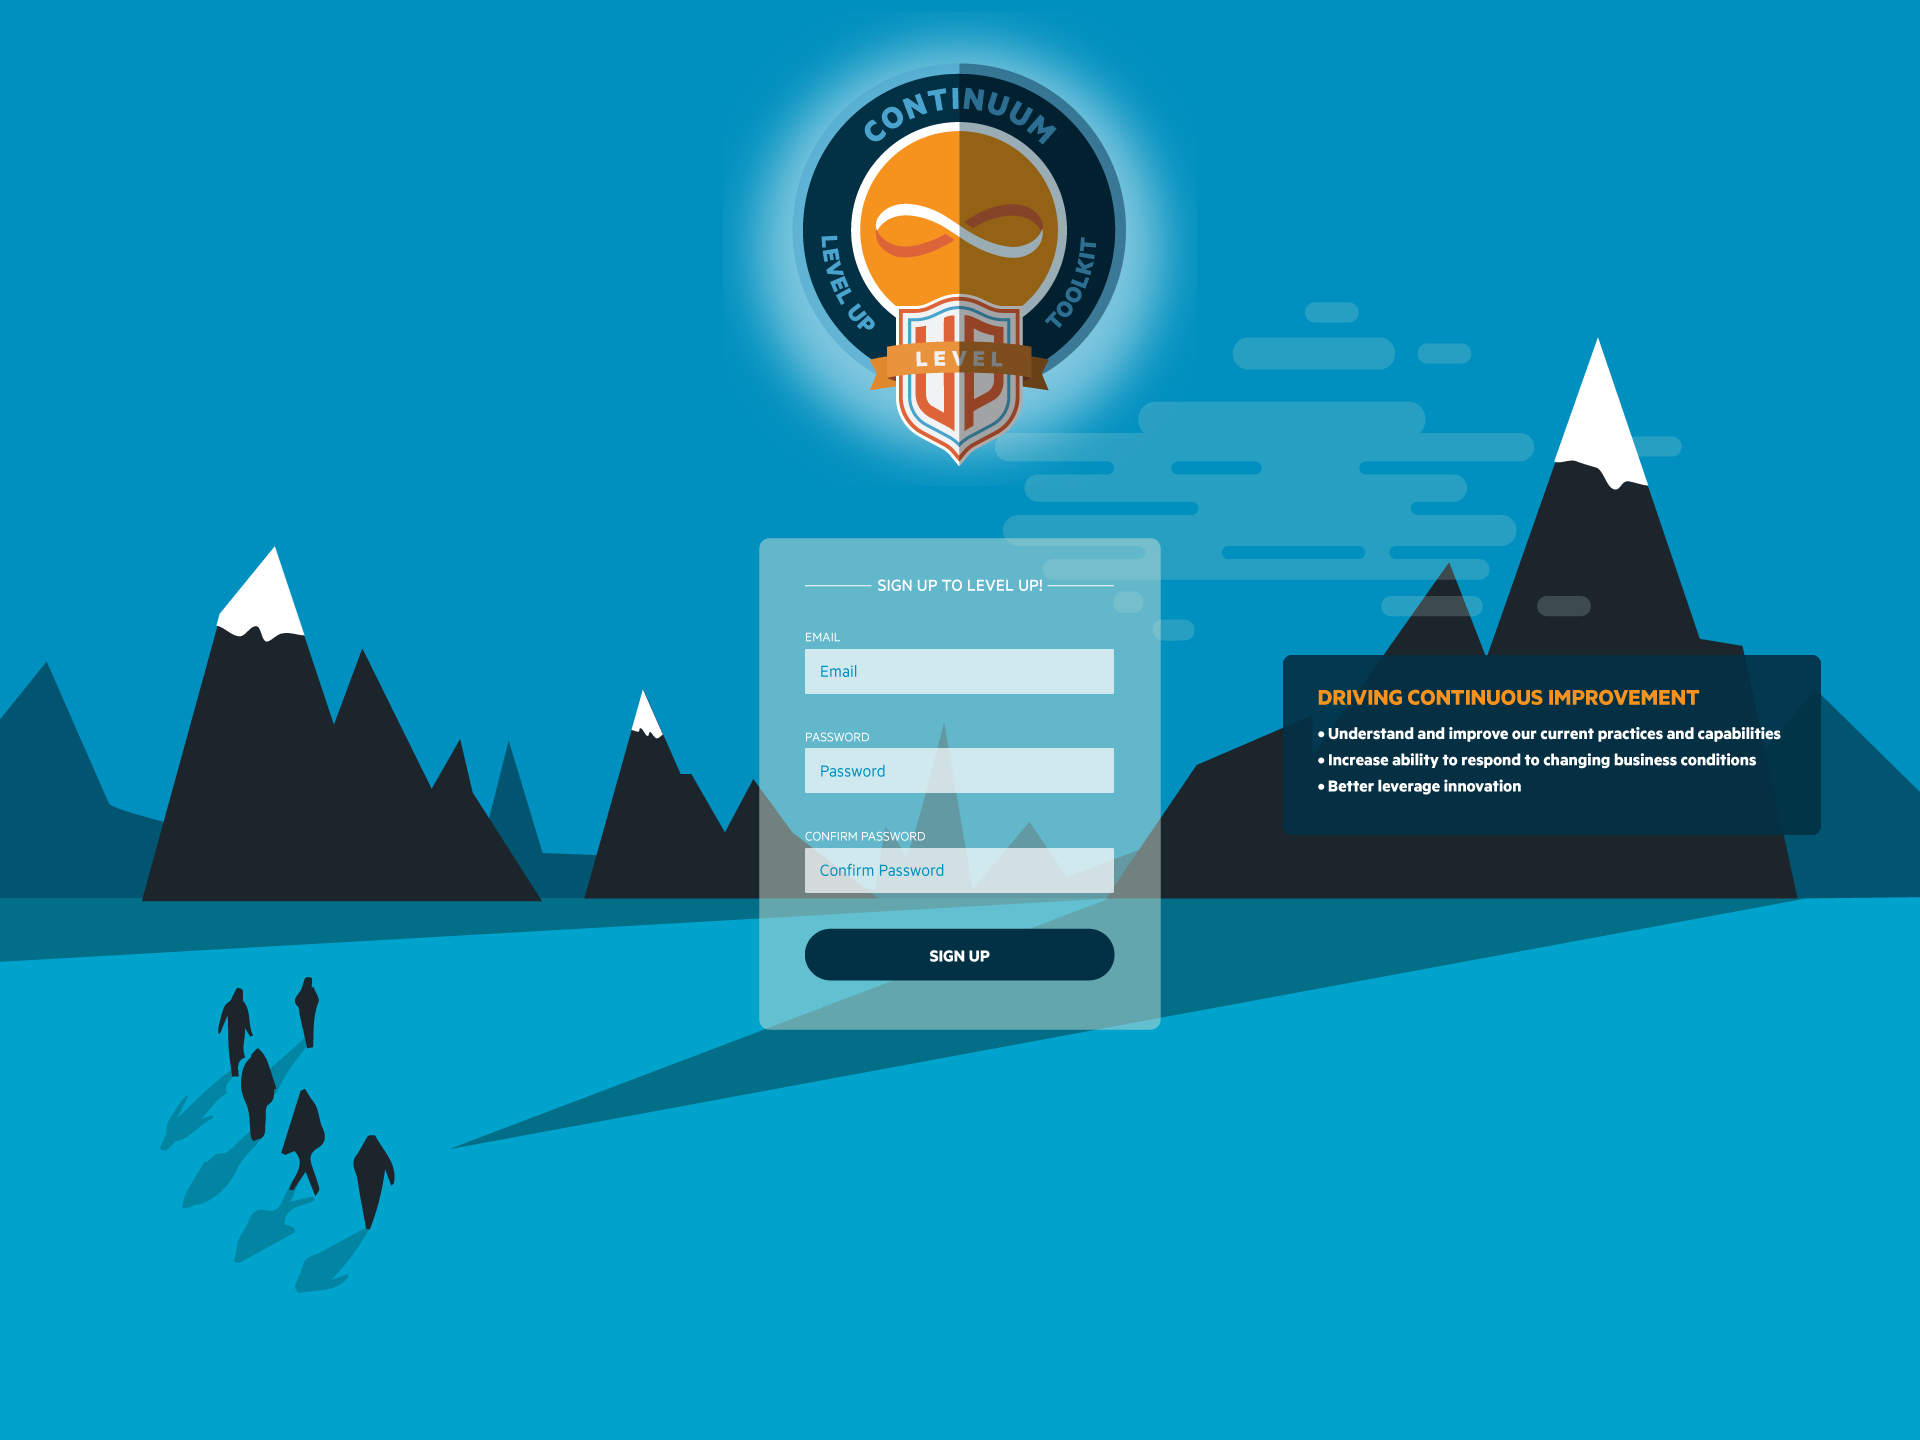 CONTINUUM
LEVEL UP
TOOLKIT
UP
LEVEL
SIGN UP TO LEVEL UP!
EMAIL
Email
PASSWORD
Password
CONFIRM PASSWORD
Confirm Password
SIGN UP
DRIVING CONTINUOUS IMPROVEMENT
• Understand and improve our current practices and capabilities
• Increase ability to respond to changing business conditions
• Better leverage innovation